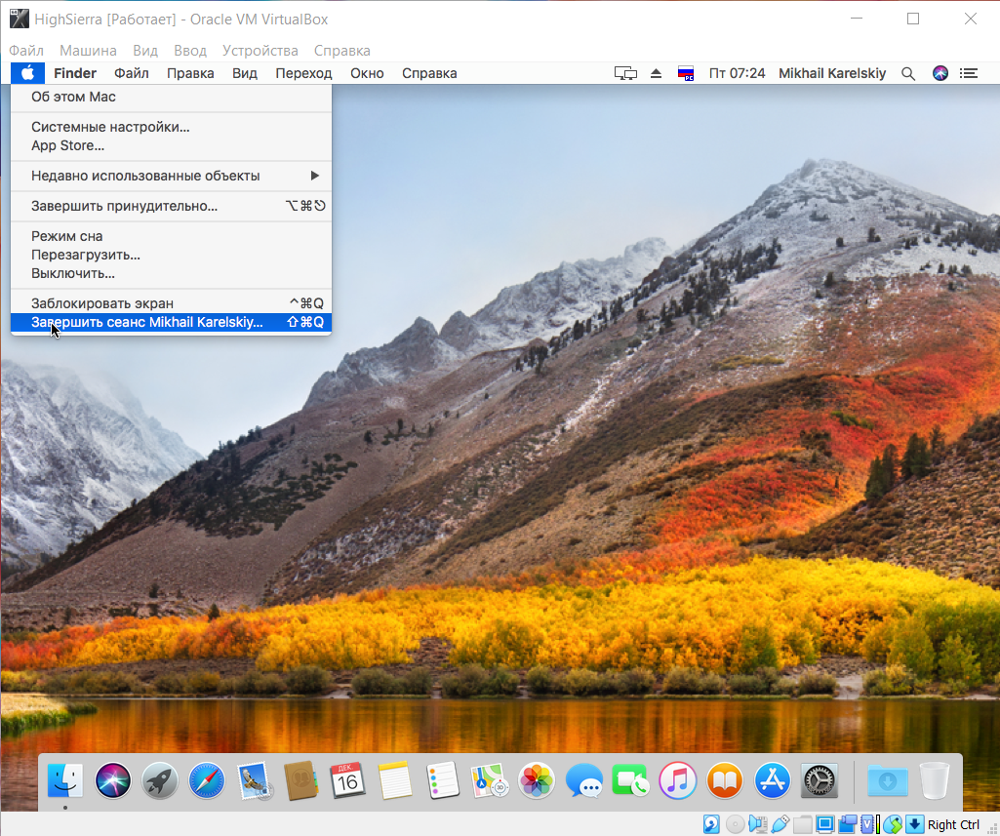 HighSierra [Работает] - Oracle VM VirtualBox
Файл Машина Вид Ввод Устройства Справка
Finder Файл Правка Вид Переход Окно Справка РС Пт 07:24 Mikhail Karelskiy
Об этом Mac
Системные настройки...
App Store...
Недавно использованные объекты ▶
Завершить принудительно... ⌥⌘⎋
Режим сна
Перезагрузить...
Выключить...
Заблокировать экран ^⌘Q
Завершить сеанс Mikhail Karelskiy... ⇧⌘Q
ДЕК.
16
3D
Right Ctrl